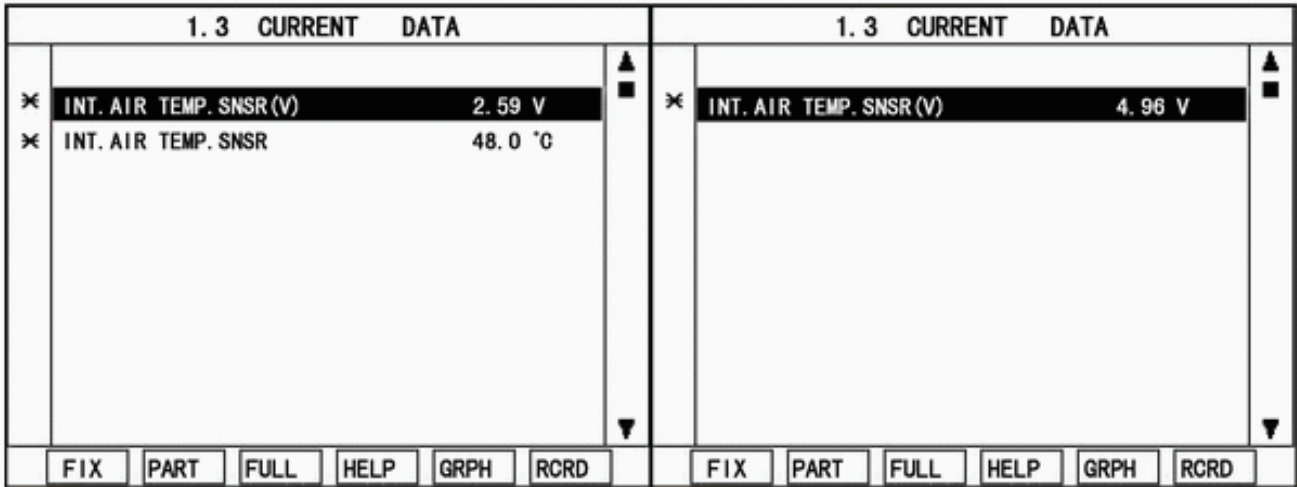 1.3 CURRENT DATA
INT.AIR TEMP.SNSR(V) 2.59 V
INT.AIR TEMP.SNSR 48.0 ℃
FIX PART FULL HELP GRPH RCRD
1.3 CURRENT DATA
INT.AIR TEMP.SNSR(V) 4.96 V
FIX PART FULL HELP GRPH RCRD